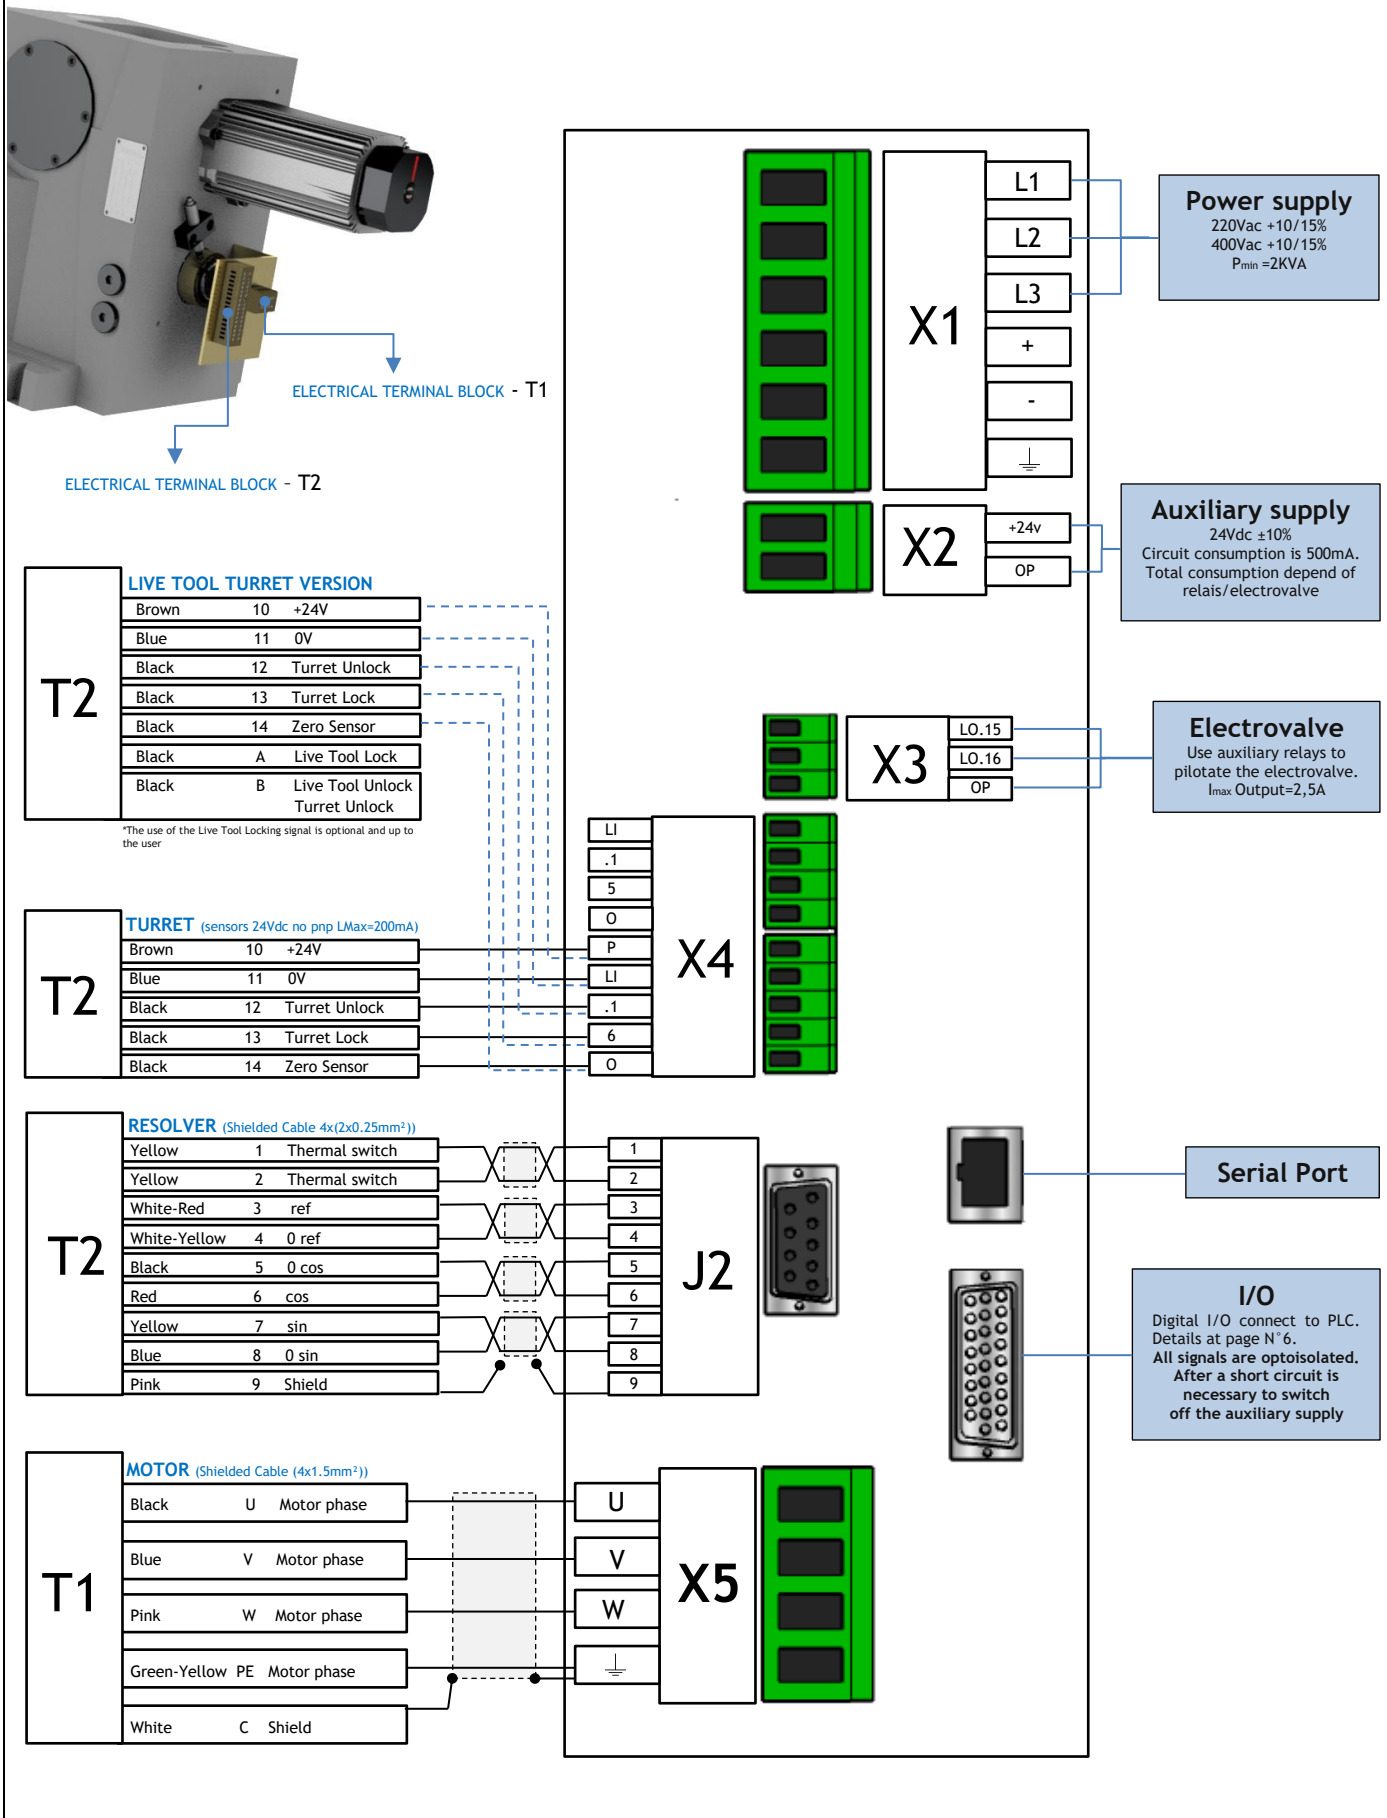 ELECTRICAL TERMINAL BLOCK - T1
ELECTRICAL TERMINAL BLOCK - T2
X1
L1
L2
L3
+
-
Power supply
220Vac +10/15%
400Vac +10/15%
Pmin =2KVA
X2
+24v
OP
Auxiliary supply
24Vdc ±10%
Circuit consumption is 500mA.
Total consumption depend of
relais/electrovalve
T2
LIVE TOOL TURRET VERSION
Brown 10 +24V
Blue 11 0V
Black 12 Turret Unlock
Black 13 Turret Lock
Black 14 Zero Sensor
Black A Live Tool Lock
Black B Live Tool Unlock
Turret Unlock
*The use of the Live Tool Locking signal is optional and up to
the user
X3
LO.15
LO.16
OP
Electrovalve
Use auxiliary relays to
pilotate the electrovalve.
Imax Output=2,5A
T2
TURRET (sensors 24Vdc no pnp LMax=200mA)
Brown 10 +24V
Blue 11 0V
Black 12 Turret Unlock
Black 13 Turret Lock
Black 14 Zero Sensor
LI
.1
5
O
P
LI
.1
6
O
X4
T2
RESOLVER (Shielded Cable 4x(2x0.25mm²))
Yellow 1 Thermal switch
Yellow 2 Thermal switch
White-Red 3 ref
White-Yellow 4 0 ref
Black 5 0 cos
Red 6 cos
Yellow 7 sin
Blue 8 0 sin
Pink 9 Shield
1
2
3
4
5
6
7
8
9
J2
Serial Port
I/O
Digital I/O connect to PLC.
Details at page N°6.
All signals are optoisolated.
After a short circuit is
necessary to switch
off the auxiliary supply
T1
MOTOR (Shielded Cable (4x1.5mm²))
Black U Motor phase
Blue V Motor phase
Pink W Motor phase
Green-Yellow PE Motor phase
White C Shield
U
V
W
X5